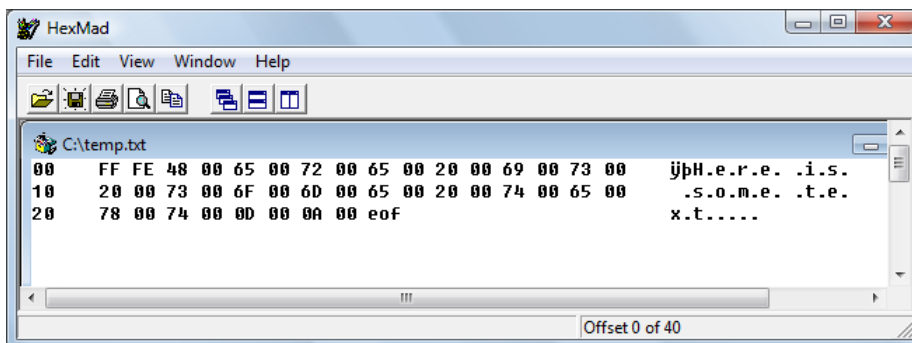 HexMad
File Edit View Window Help
C:\temp.txt
00 FF FE 48 00 65 00 72 00 65 00 20 00 69 00 73 00 ÿþH.e.r.e. .i.s.
10 20 00 73 00 6F 00 6D 00 65 00 20 00 74 00 65 00 .s.o.m.e. .t.e.
20 78 00 74 00 0D 00 0A 00 eof x.t.....
Offset 0 of 40